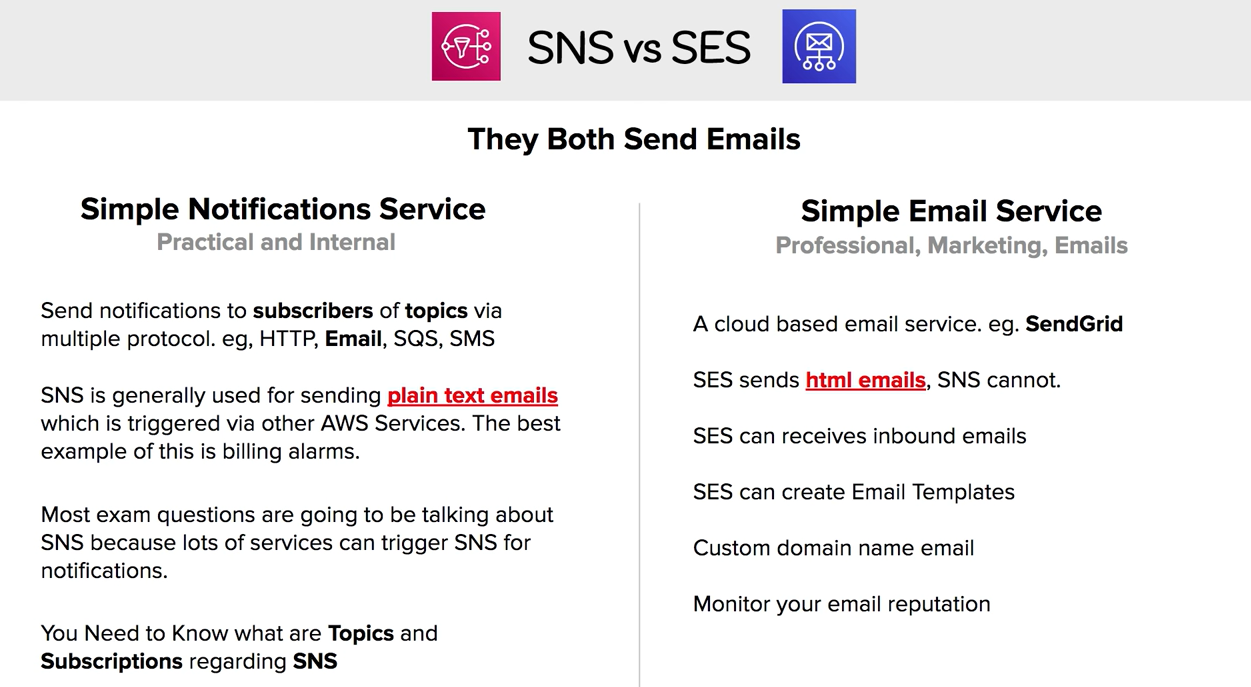 SNS vs SES
They Both Send Emails
Simple Notifications Service
Practical and Internal
Send notifications to subscribers of topics via
multiple protocol. eg, HTTP, Email, SQS, SMS
SNS is generally used for sending plain text emails
which is triggered via other AWS Services. The best
example of this is billing alarms.
Most exam questions are going to be talking about
SNS because lots of services can trigger SNS for
notifications.
You Need to Know what are Topics and
Subscriptions regarding SNS
Simple Email Service
Professional, Marketing, Emails
A cloud based email service. eg. SendGrid
SES sends html emails, SNS cannot.
SES can receives inbound emails
SES can create Email Templates
Custom domain name email
Monitor your email reputation